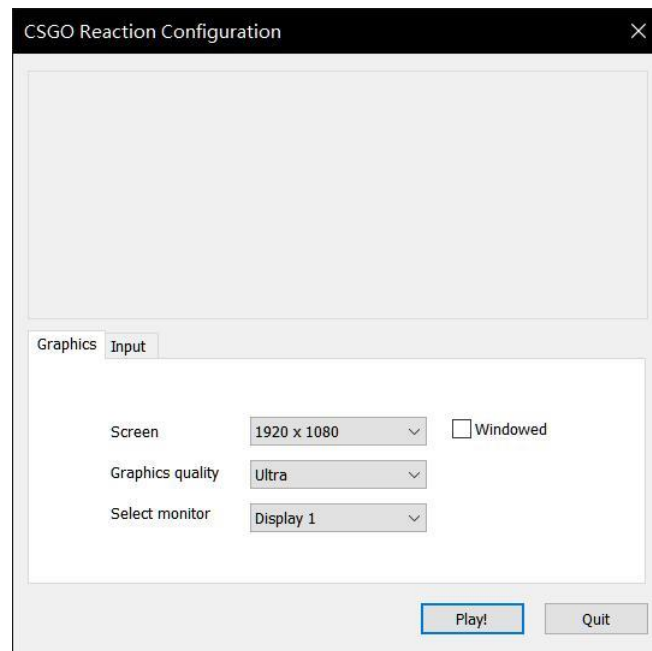 CSGO Reaction Configuration
Graphics Input
Screen 1920 x 1080 Windowed
Graphics quality Ultra
Select monitor Display 1
Play! Quit